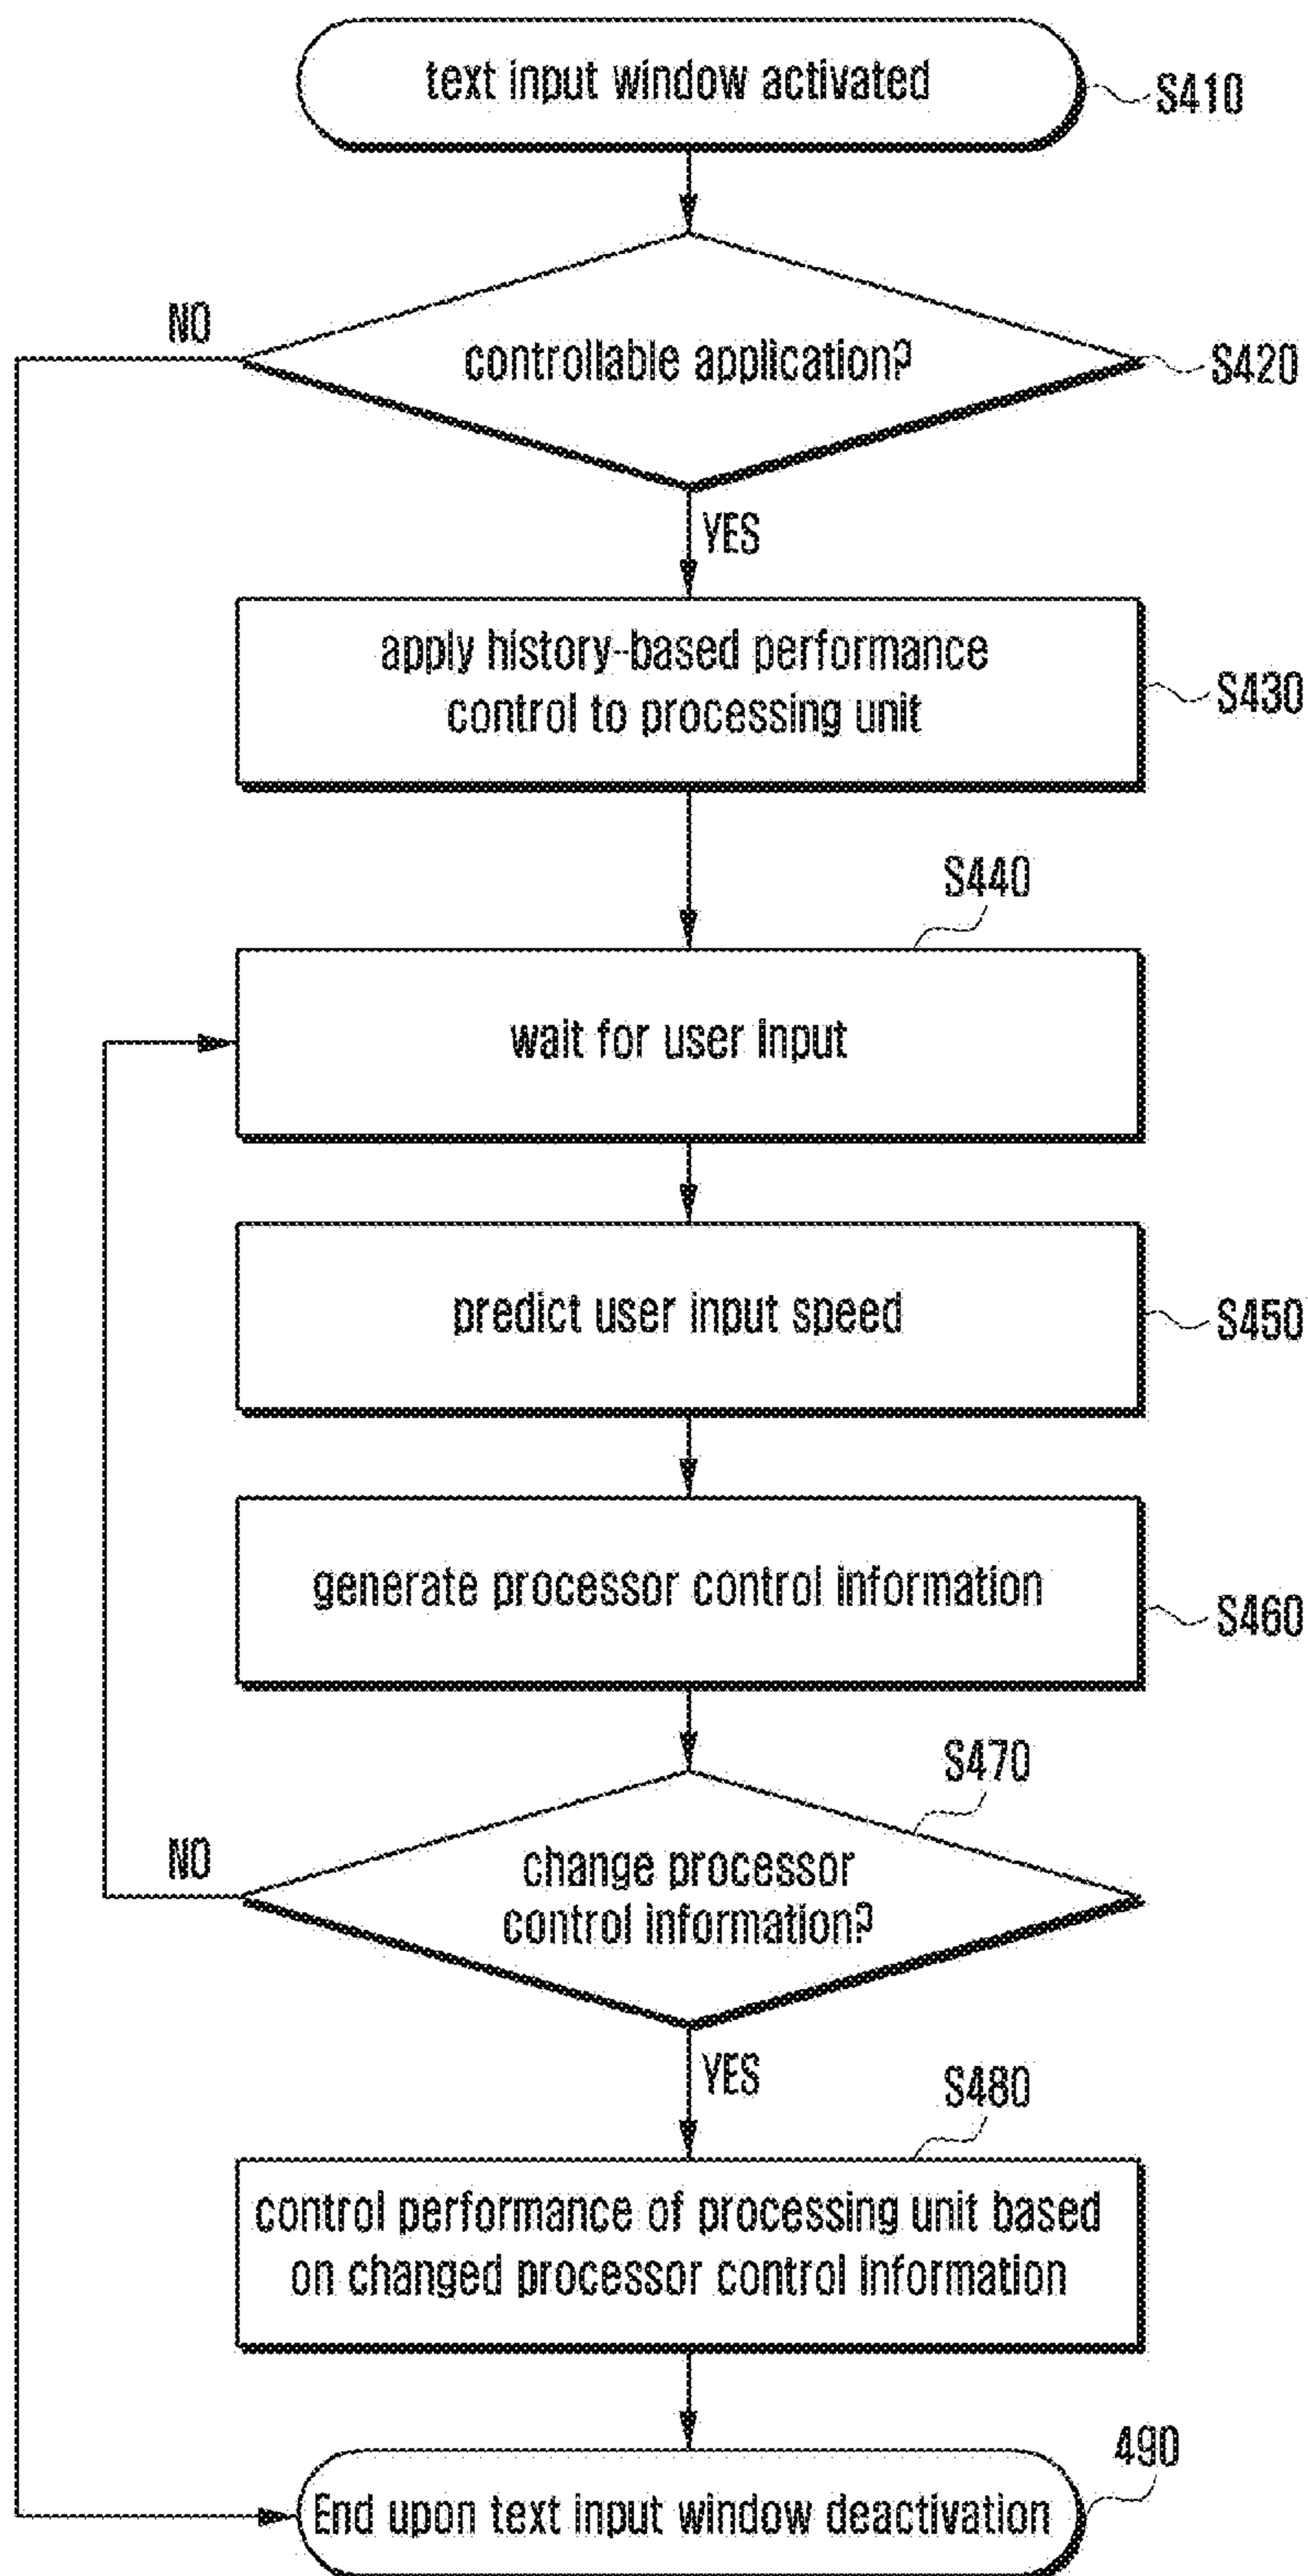 text input window activated
S410
NO
controllable application?
S420
YES
apply history-based performance
control to processing unit
S430
S440
wait for user input
predict user input speed
S450
generate processor control information
S460
S470
NO
change processor
control information?
YES
S480
control performance of processing unit based
on changed processor control information
490
End upon text input window deactivation